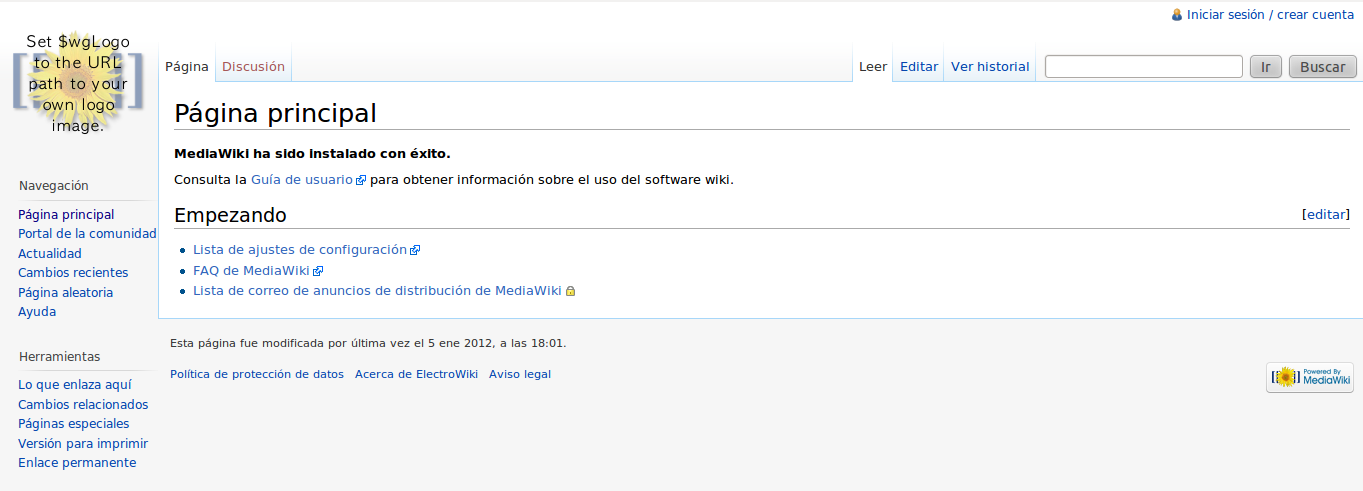 Iniciar sesión / crear cuenta
Set $wgLogo
to the URL
path to your
own logo
image.
Página Discusión Leer Editar Ver historial Ir Buscar
Página principal
MediaWiki ha sido instalado con éxito.
Consulta la Guía de usuario para obtener información sobre el uso del software wiki.
Empezando [editar]
Lista de ajustes de configuración
FAQ de MediaWiki
Lista de correo de anuncios de distribución de MediaWiki
Navegación
Página principal
Portal de la comunidad
Actualidad
Cambios recientes
Página aleatoria
Ayuda
Herramientas
Lo que enlaza aquí
Cambios relacionados
Páginas especiales
Versión para imprimir
Enlace permanente
Esta página fue modificada por última vez el 5 ene 2012, a las 18:01.
Política de protección de datos Acerca de ElectroWiki Aviso legal
Powered By
MediaWiki